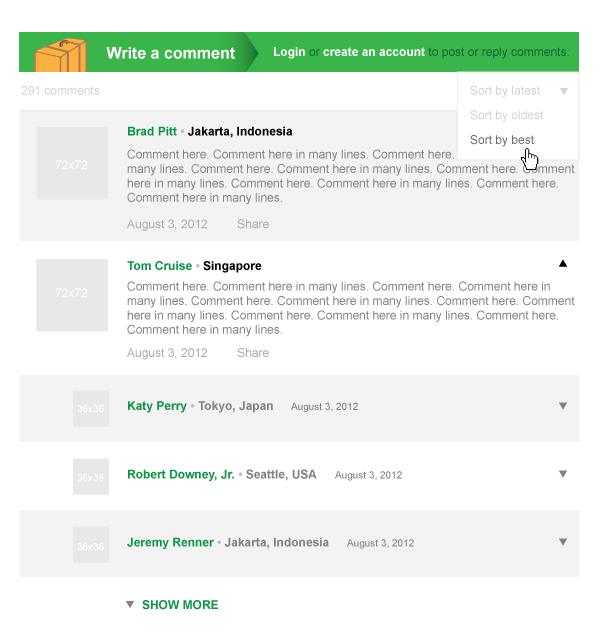 Write a comment
Login or create an account to post or reply comments.
291 comments
Sort by latest
Sort by oldest
Sort by best
72x72
Brad Pitt • Jakarta, Indonesia
Comment here. Comment here in many lines. Comment here.
many lines. Comment here. Comment here in many lines. Comment here. Comment
here in many lines. Comment here. Comment here in many lines. Comment here.
Comment here in many lines.
August 3, 2012 Share
72x72
Tom Cruise • Singapore
Comment here. Comment here in many lines. Comment here. Comment here in
many lines. Comment here. Comment here in many lines. Comment here. Comment
here in many lines. Comment here. Comment here in many lines. Comment here.
Comment here in many lines.
August 3, 2012 Share
36x36
Katy Perry • Tokyo, Japan August 3, 2012
36x36
Robert Downey, Jr. • Seattle, USA August 3, 2012
36x36
Jeremy Renner • Jakarta, Indonesia August 3, 2012
SHOW MORE